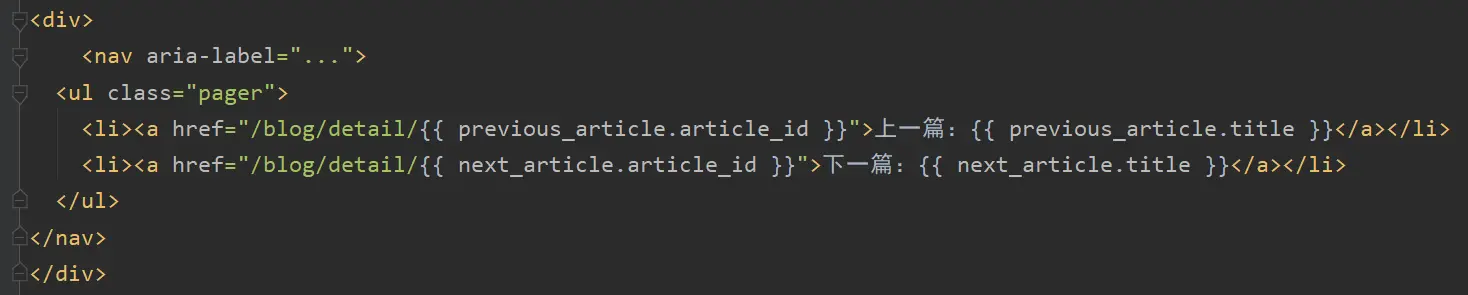 <div>
    <nav aria-label="...">
  <ul class="pager">
    <li><a href="/blog/detail/{{ previous_article.article_id }}">上一篇：{{ previous_article.title }}</a></li>
    <li><a href="/blog/detail/{{ next_article.article_id }}">下一篇：{{ next_article.title }}</a></li>
  </ul>
</nav>
</div>